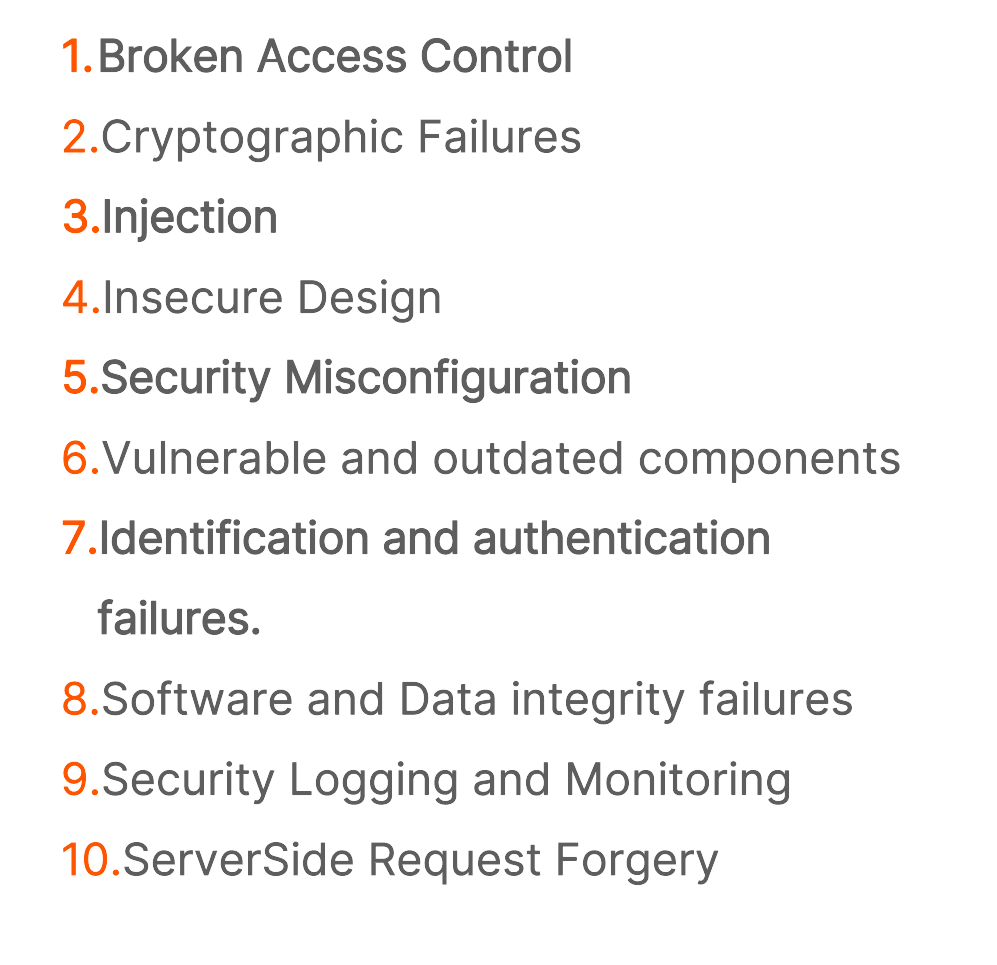 1.Broken Access Control
2.Cryptographic Failures
3.Injection
4.Insecure Design
5.Security Misconfiguration
6.Vulnerable and outdated components
7.Identification and authentication
failures.
8.Software and Data integrity failures
9.Security Logging and Monitoring
10.ServerSide Request Forgery